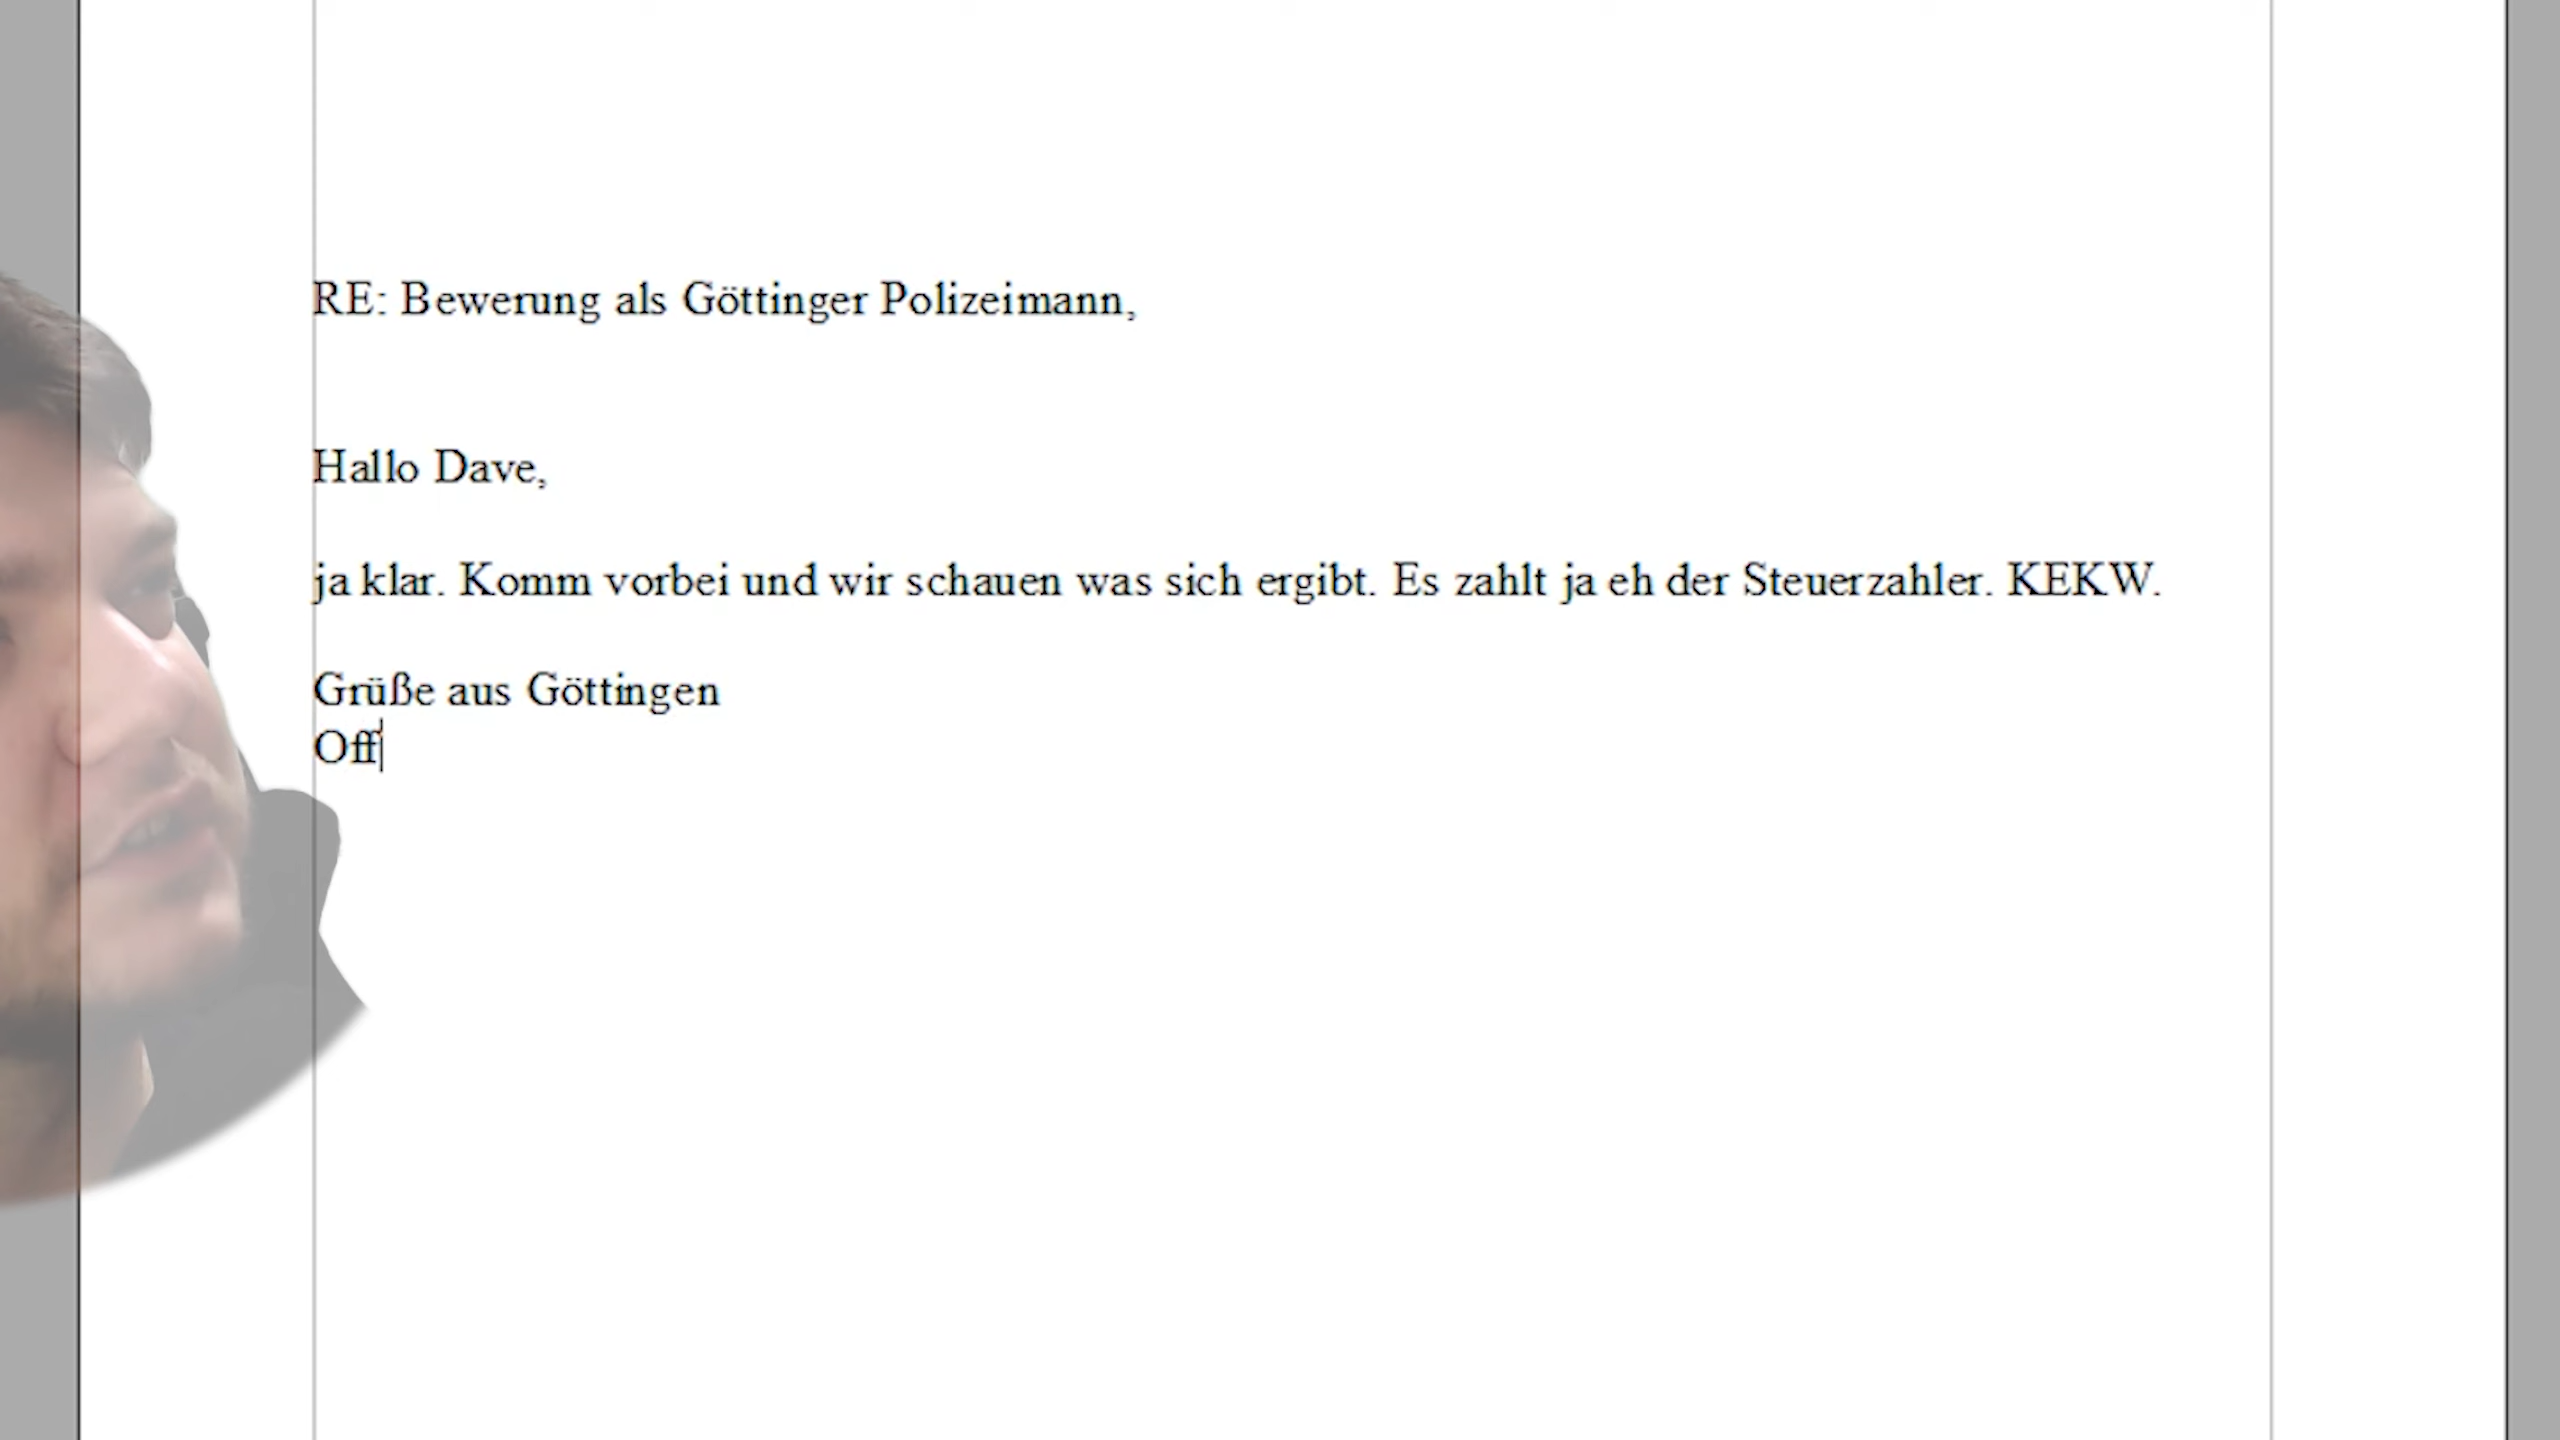 RE: Bewerung als Göttinger Polizeimann,
Hallo Dave,
ja klar. Komm vorbei und wir schauen was sich ergibt. Es zahlt ja eh der Steuerzahler. KEKW.
Grüße aus Göttingen
Off